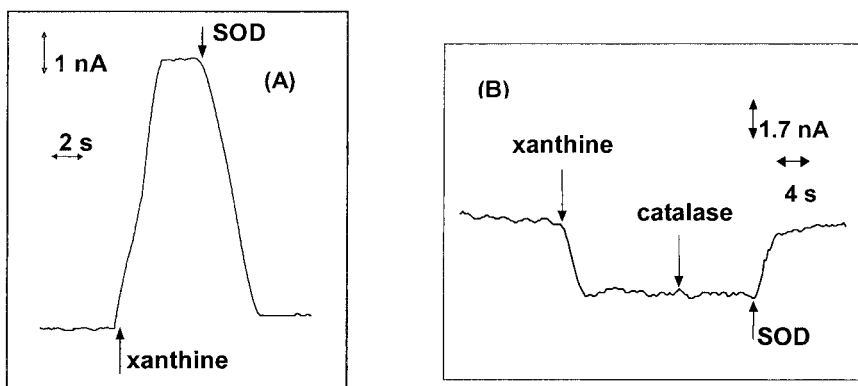 SOD
1 nA
(A)
2 s
xanthine
(B)
1.7 nA
xanthine
4 s
catalase
SOD